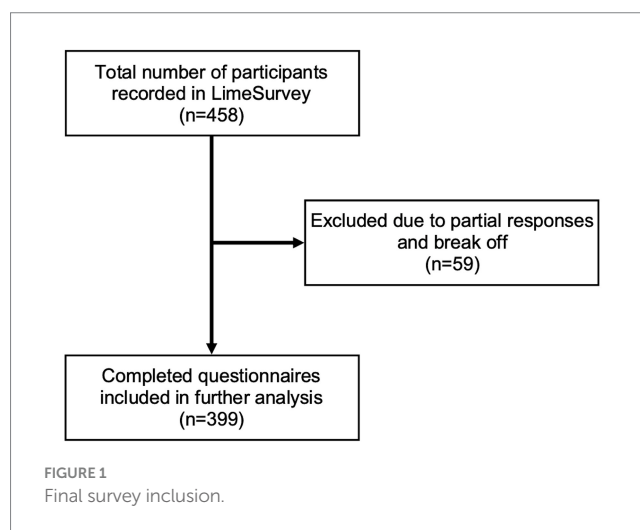 Total number of participants
recorded in LimeSurvey
(n=458)
Excluded due to partial responses
and break off
(n=59)
Completed questionnaires
included in further analysis
(n=399)
FIGURE 1
Final survey inclusion.